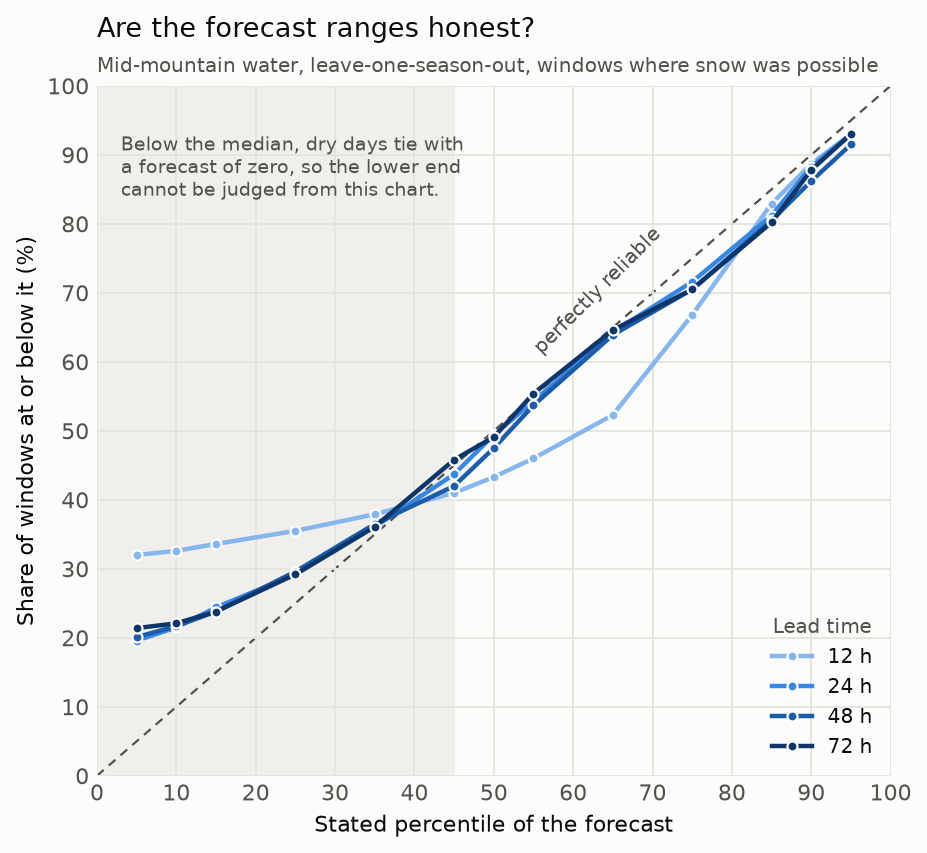 Are the forecast ranges honest?
Mid-mountain water, leave-one-season-out, windows where snow was possible
100
90
80
70
60
50
40
30
20
10
0
Share of windows at or below it (%)
Below the median, dry days tie with
a forecast of zero, so the lower end
cannot be judged from this chart.
perfectly reliable
Lead time
12 h
24 h
48 h
72 h
0 10 20 30 40 50 60 70 80 90 100
Stated percentile of the forecast